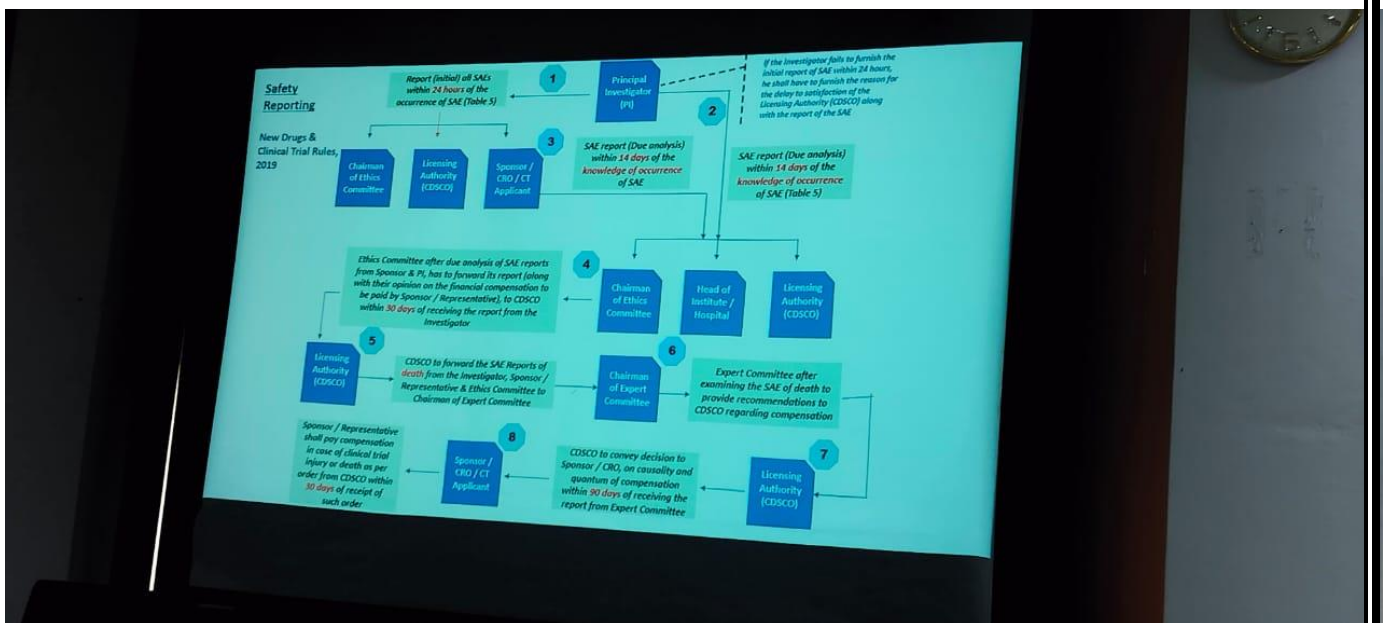 Safety
Reporting
New Drugs &
Clinical Trial Rules,
2019
Report (initial) all SAEs
within 24 hours of the
occurrence of SAE (Table 5)
1
Principal
Investigator
(PI)
If the Investigator fails to furnish the
initial report of SAE within 24 hours,
he shall have to furnish the reason for
the delay to satisfaction of the
Licensing Authority (CDSCO) along
with the report of the SAE
2
Chairman
of Ethics
Committee
Licensing
Authority
(CDSCO)
Sponsor /
CRO / CT
Applicant
3
SAE report (Due analysis)
within 14 days of the
knowledge of occurrence
of SAE
SAE report (Due analysis)
within 14 days of the
knowledge of occurrence
of SAE (Table 5)
Ethics Committee after due analysis of SAE reports
from Sponsor & PI, has to forward its report (along
with their opinion on the financial compensation to
be paid by Sponsor / Representative), to CDSCO
within 30 days of receiving the report from the
Investigator
4
Chairman
of Ethics
Committee
Head of
Institute /
Hospital
Licensing
Authority
(CDSCO)
5
Licensing
Authority
(CDSCO)
CDSCO to forward the SAE Reports of
death from the Investigator, Sponsor /
Representative & Ethics Committee to
Chairman of Expert Committee
6
Chairman
of Expert
Committee
Expert Committee after
examining the SAE of death to
provide recommendations to
CDSCO regarding compensation
7
Licensing
Authority
(CDSCO)
CDSCO to convey decision to
Sponsor / CRO, on causality and
quantum of compensation
within 90 days of receiving the
report from Expert Committee
8
Sponsor /
CRO / CT
Applicant
Sponsor / Representative
shall pay compensation
in case of clinical trial
injury or death as per
order from CDSCO within
30 days of receipt of
such order